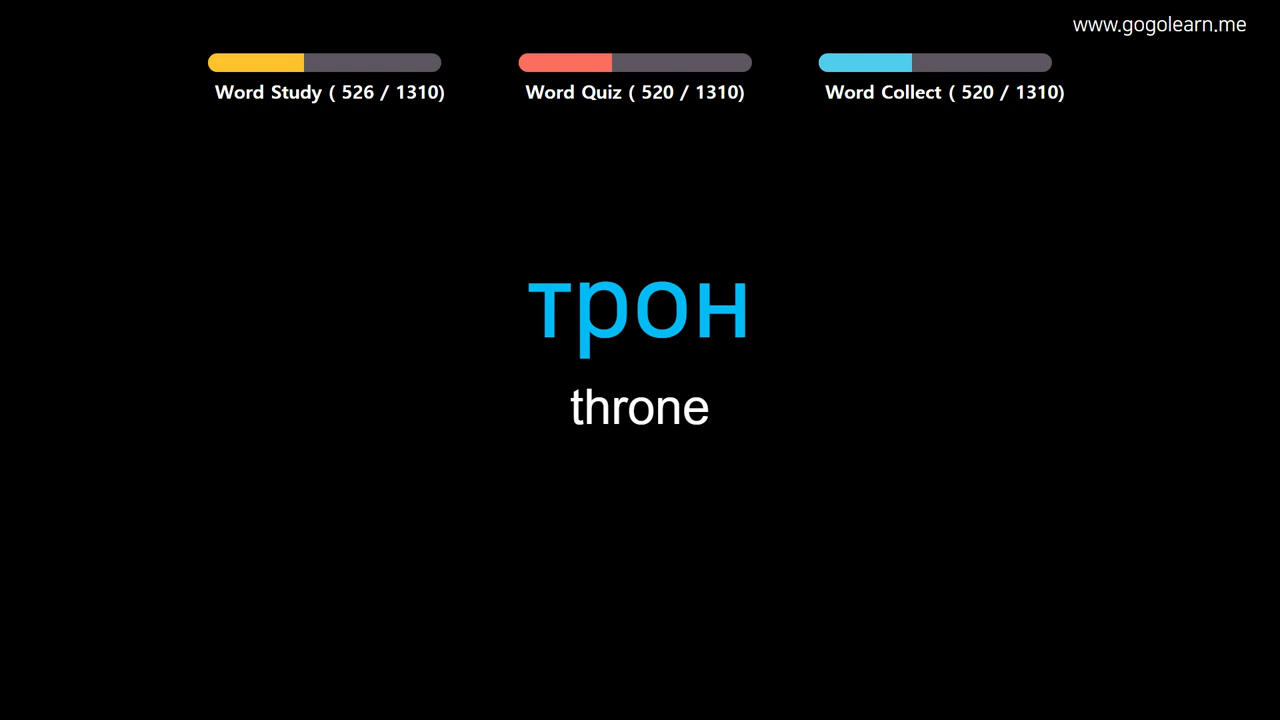 www.gogolearn.me
Word Study ( 526 / 1310)
Word Quiz ( 520 / 1310)
Word Collect ( 520 / 1310)
трон
throne